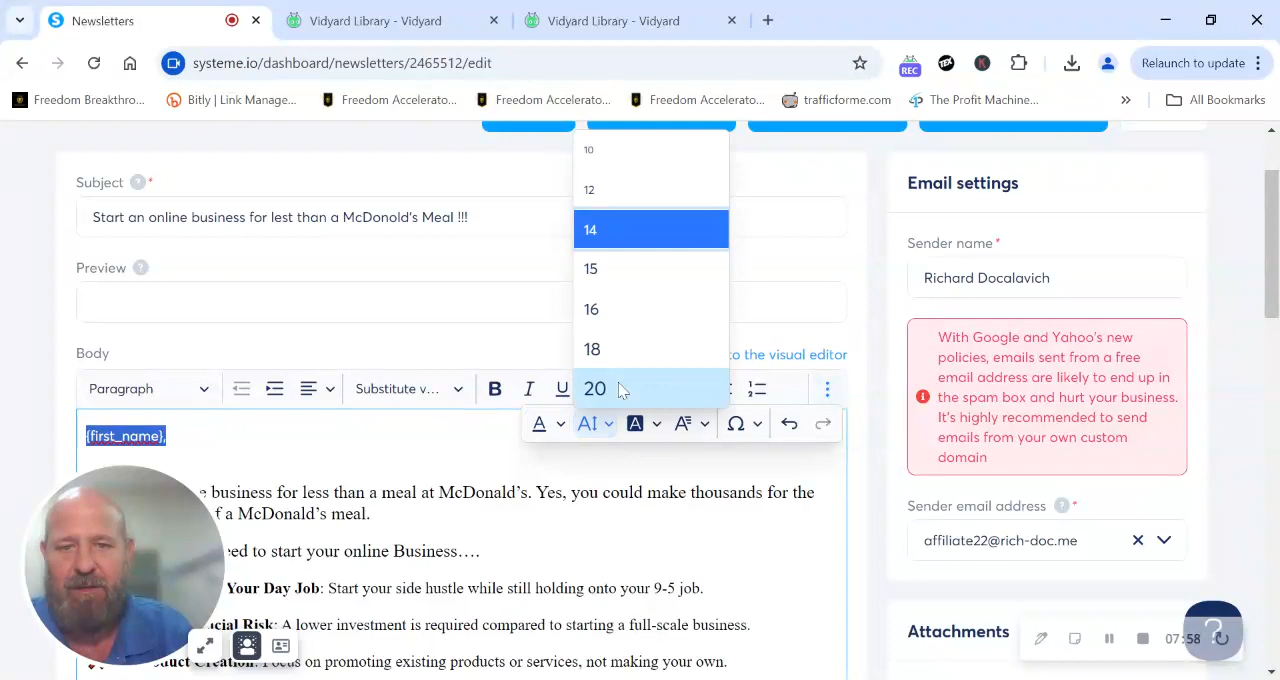 Newsletters
Vidyard Library - Vidyard
Vidyard Library - Vidyard
systeme.io/dashboard/newsletters/2465512/edit
REC
TEX
K
Relaunch to update
Freedom Breakthro...
Bitly | Link Manage...
Freedom Accelerato...
Freedom Accelerato...
Freedom Accelerato...
trafficforme.com
The Profit Machine...
All Bookmarks
Subject ? *
Start an online business for lest than a McDonold's Meal !!!
Preview ?
Body
to the visual editor
Paragraph
Substitute v...
B I U
10
12
14
15
16
18
20
{first_name},
e business for less than a meal at McDonald's. Yes, you could make thousands for the
f a McDonald's meal.
eed to start your online Business….
Your Day Job: Start your side hustle while still holding onto your 9-5 job.
cial Risk: A lower investment is required compared to starting a full-scale business.
duct Creation: Focus on promoting existing products or services, not making your own.
Email settings
Sender name *
Richard Docalavich
With Google and Yahoo's new
policies, emails sent from a free
email address are likely to end up in
the spam box and hurt your business.
It's highly recommended to send
emails from your own custom
domain
Sender email address ? *
affiliate22@rich-doc.me
Attachments
07:58
?